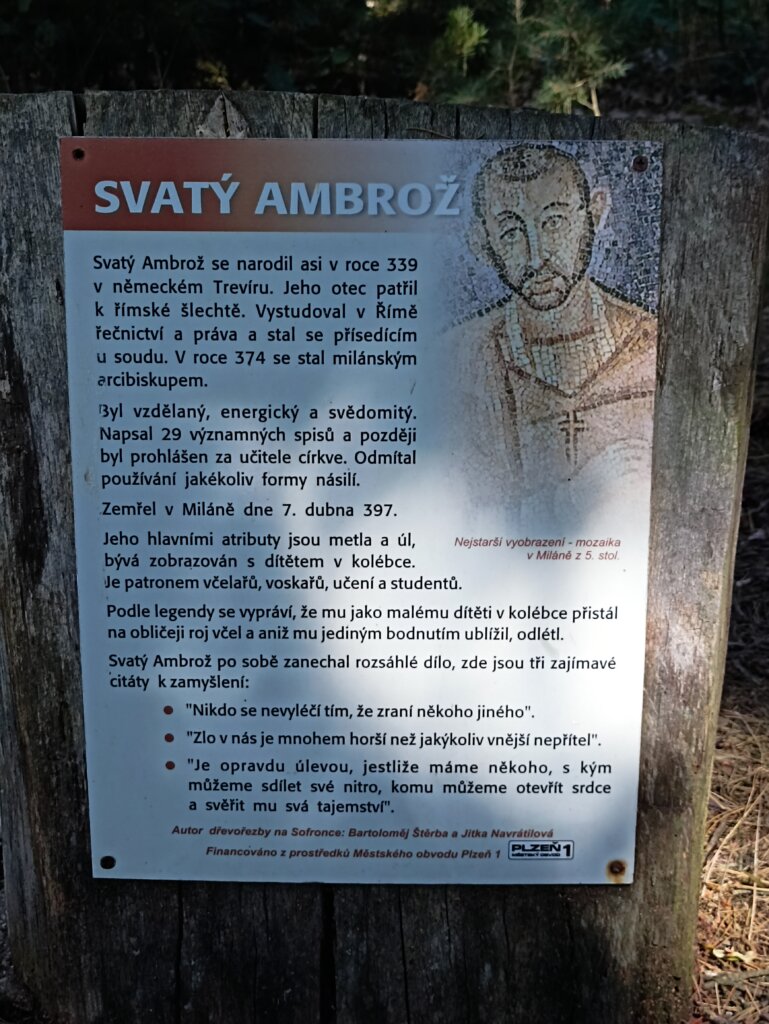 SVATÝ AMBROŽ
Svatý Ambrož se narodil asi v roce 339
v německém Trevíru. Jeho otec patřil
k římské šlechtě. Vystudoval v Římě
řečnictví a práva a stal se přísedícím
u soudu. V roce 374 se stal milánským
arcibiskupem.
Byl vzdělaný, energický a svědomitý.
Napsal 29 významných spisů a později
byl prohlášen za učitele církve. Odmítal
používání jakékoliv formy násilí.
Zemřel v Miláně dne 7. dubna 397.
Jeho hlavními atributy jsou metla a úl,
bývá zobrazován s dítětem v kolébce.
Je patronem včelařů, voskařů, učení a studentů.
Nejstarší vyobrazení - mozaika
v Miláně z 5. stol.
Podle legendy se vypráví, že mu jako malému dítěti v kolébce přistál
na obličeji roj včel a aniž mu jediným bodnutím ublížil, odlétl.
Svatý Ambrož po sobě zanechal rozsáhlé dílo, zde jsou tři zajímavé
citáty k zamyšlení:
• "Nikdo se nevyléčí tím, že zraní někoho jiného".
• "Zlo v nás je mnohem horší než jakýkoliv vnější nepřítel".
• "Je opravdu úlevou, jestliže máme někoho, s kým
můžeme sdílet své nitro, komu můžeme otevřít srdce
a svěřit mu svá tajemství".
Autor dřevořezby na Sofronce: Bartoloměj Štěrba a Jitka Navrátilová
Financováno z prostředků Městského obvodu Plzeň 1
PLZEŇ 1
MĚSTSKÝ OBVOD